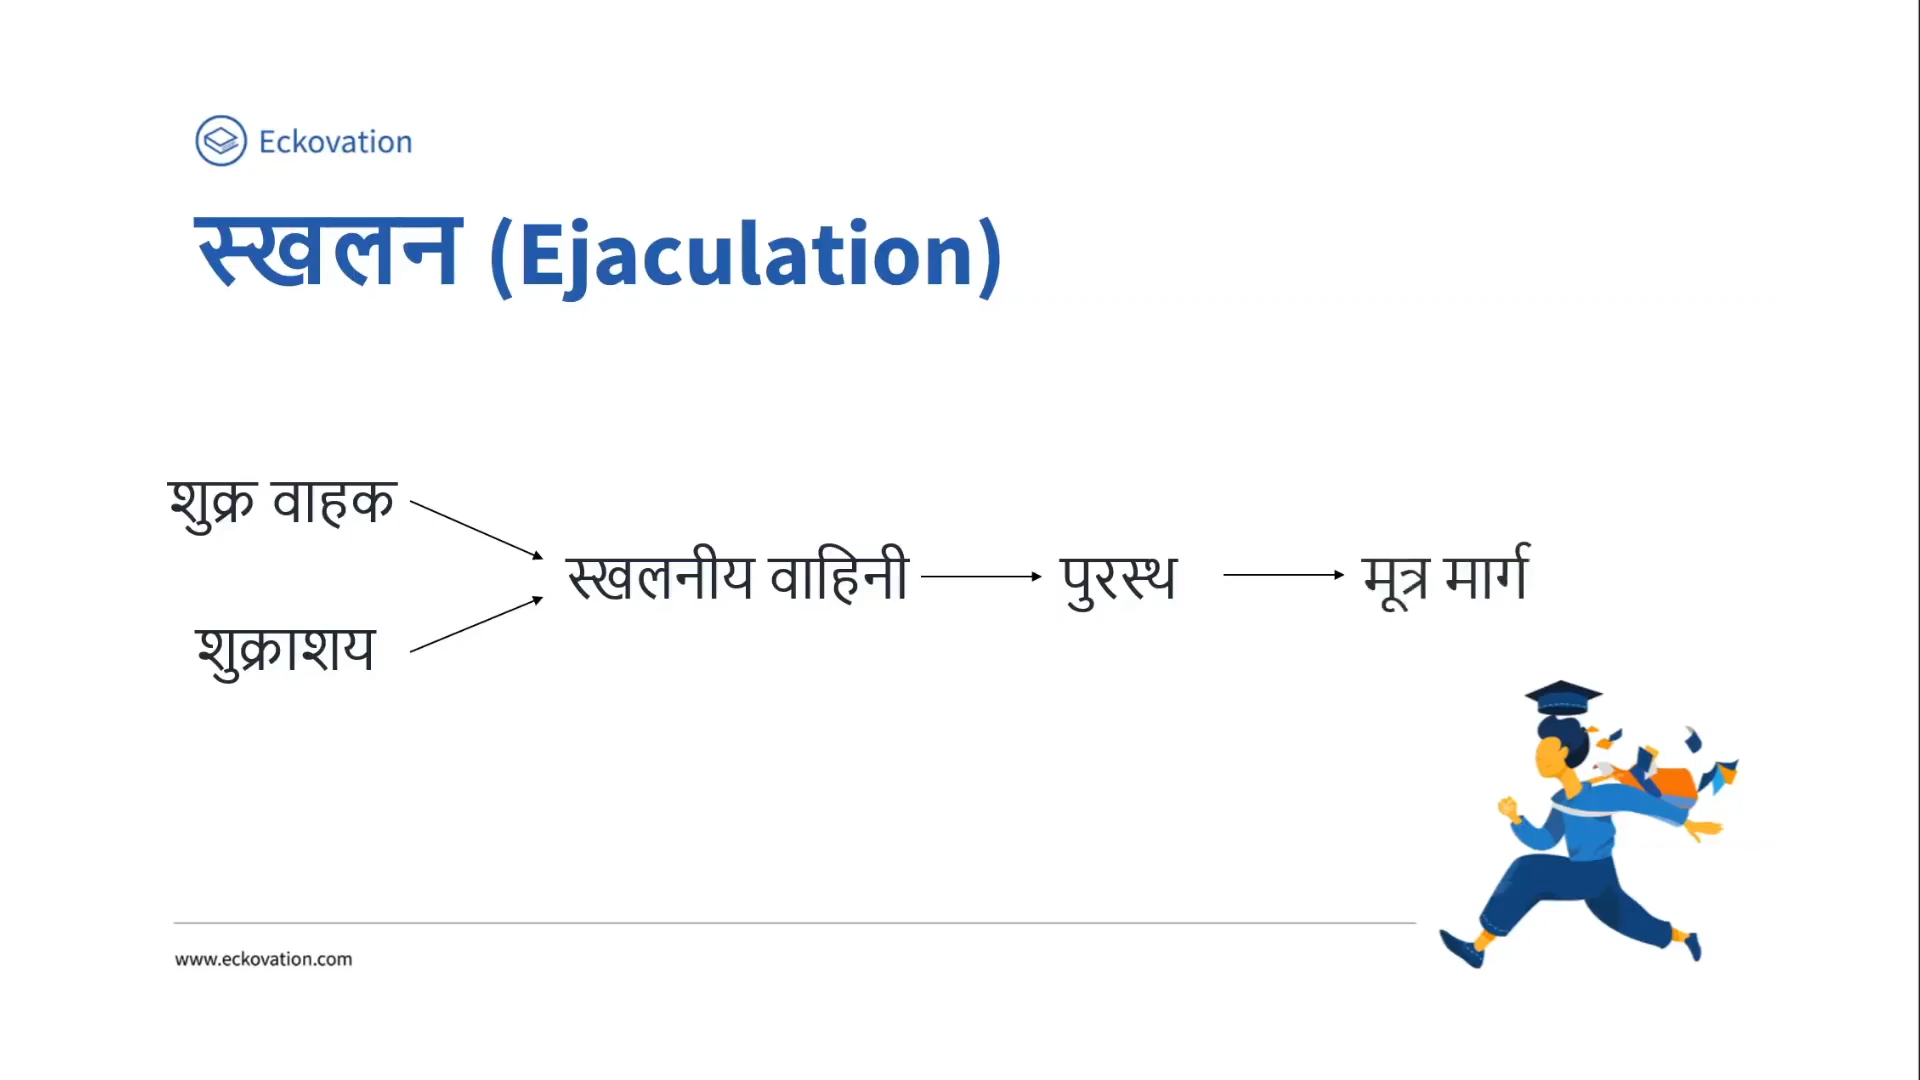 Eckovation
स्खलन (Ejaculation)
शुक्र वाहक
स्खलनीय वाहिनी
पुरस्थ
मूत्र मार्ग
शुक्राशय
www.eckovation.com